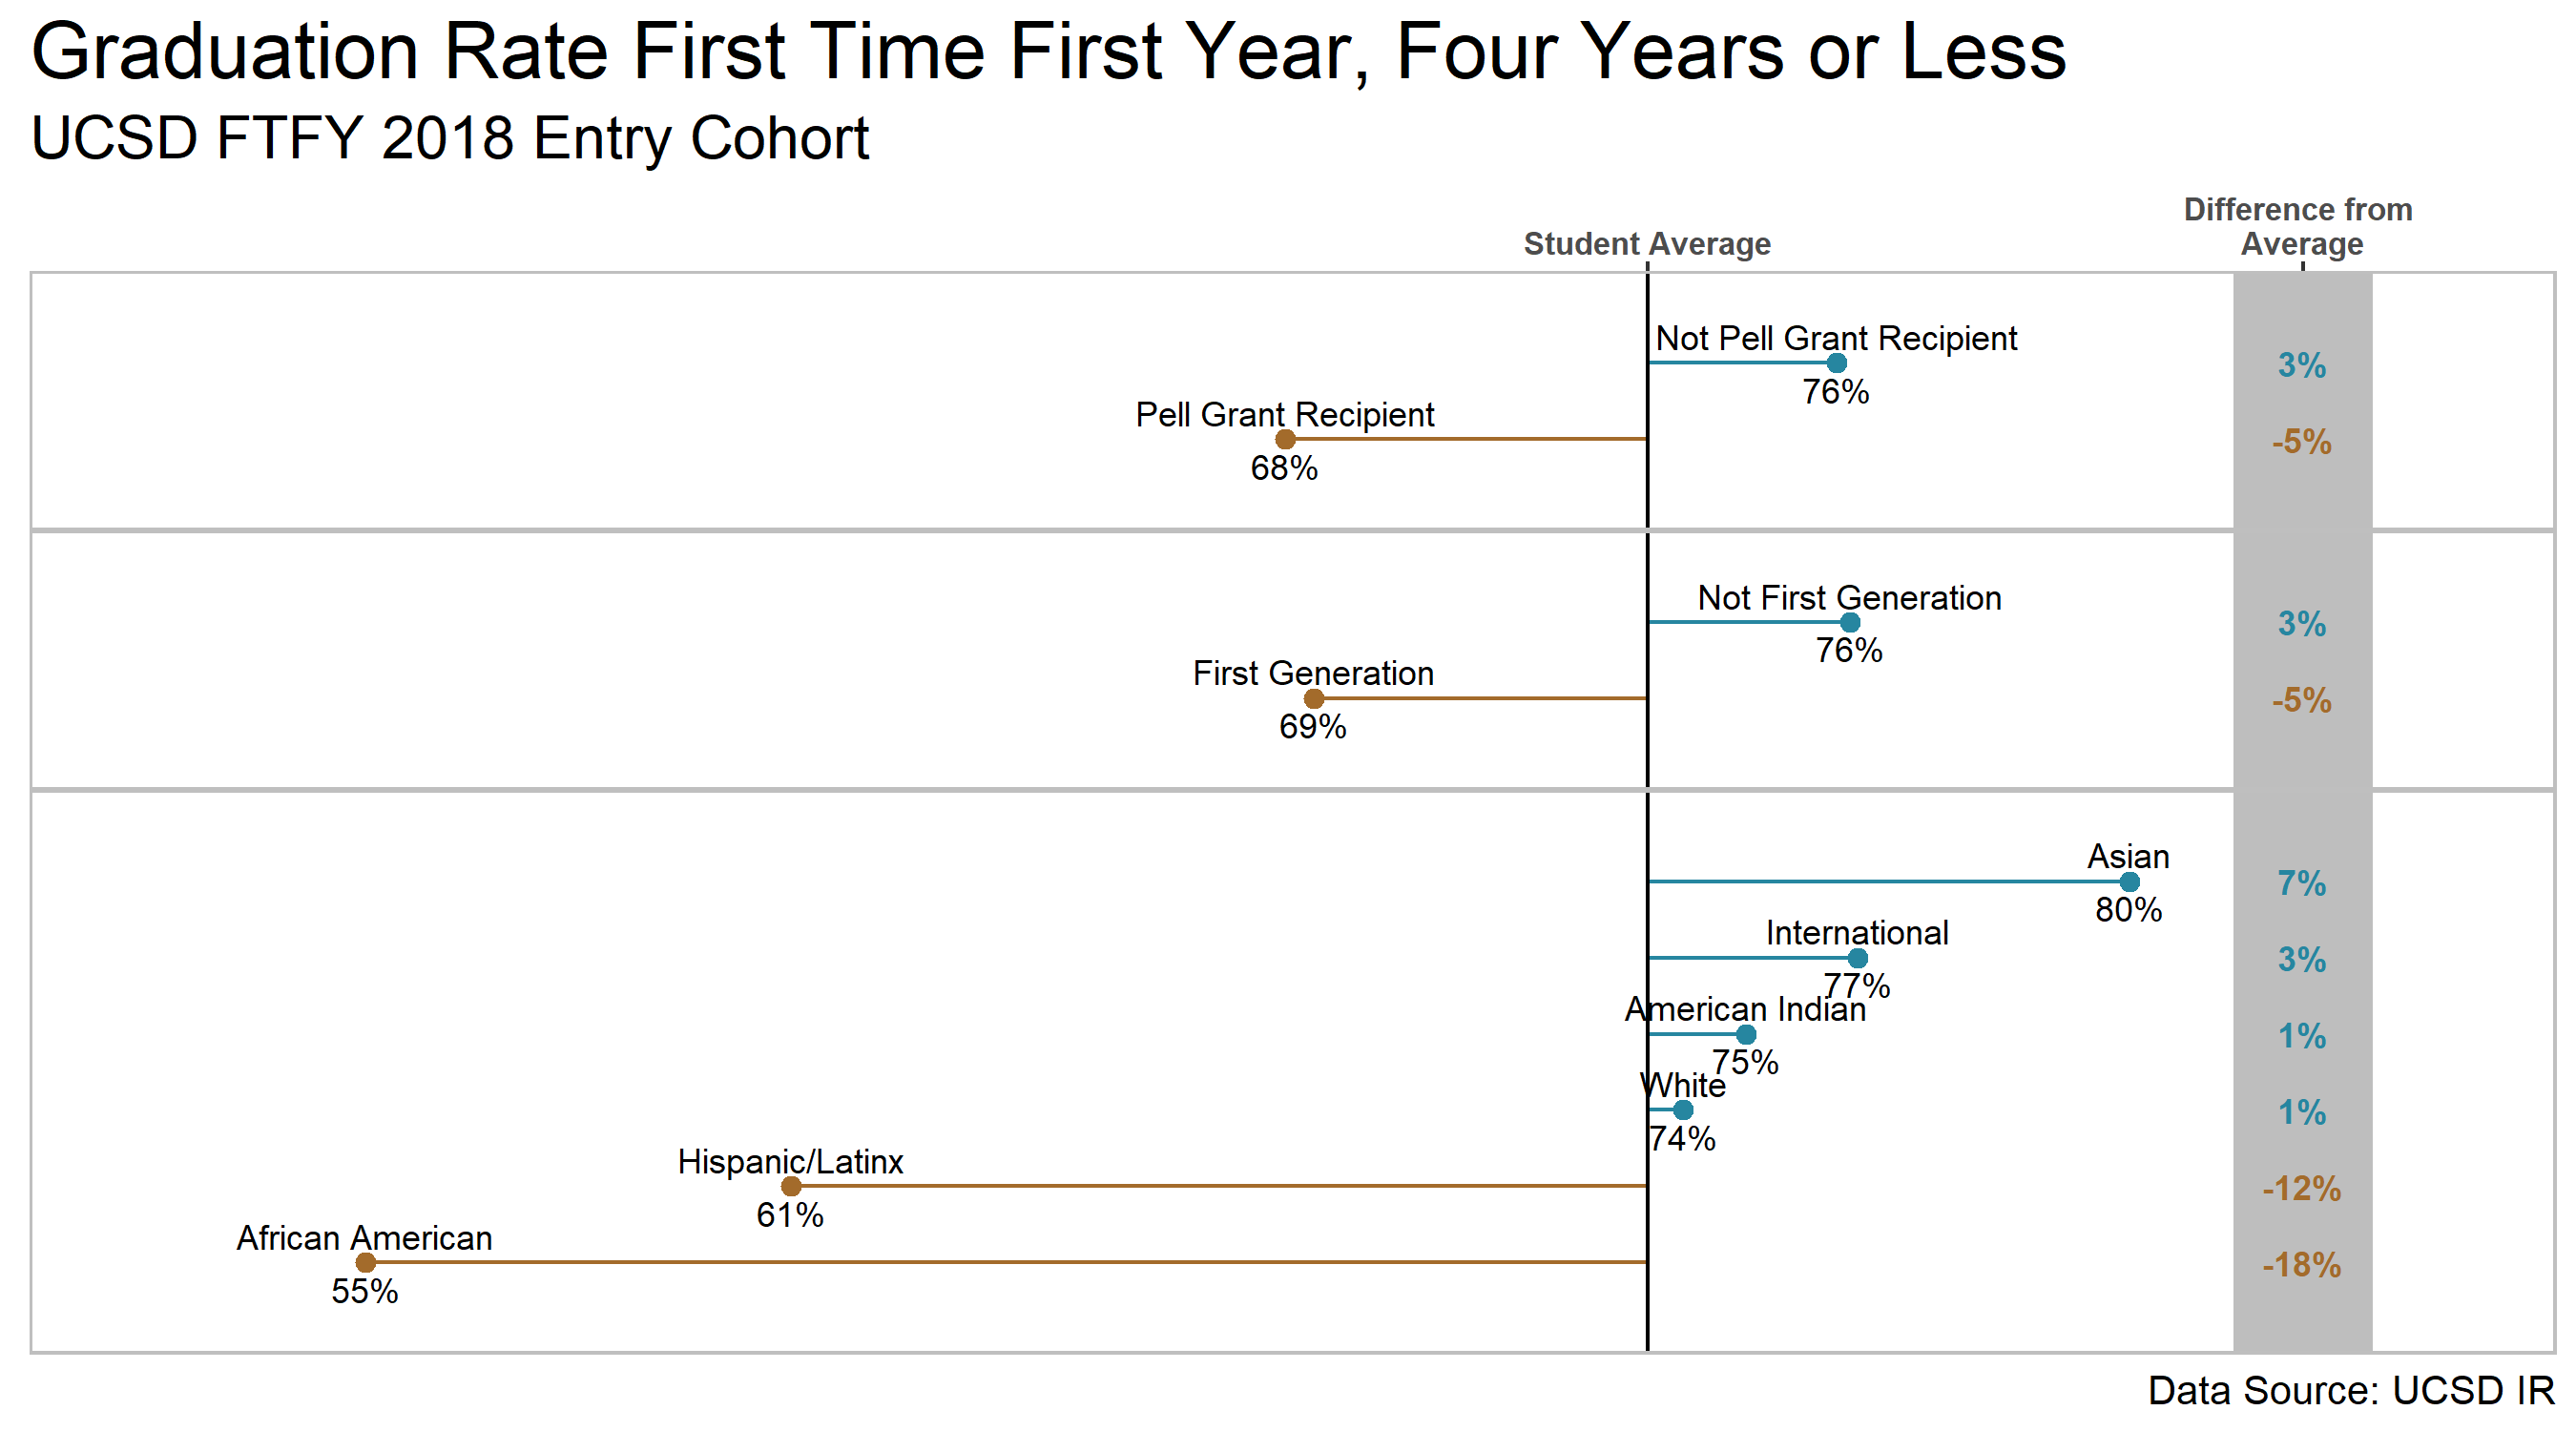 Graduation Rate First Time First Year, Four Years or Less
UCSD FTFY 2018 Entry Cohort
Difference from
Student Average
Average
Not Pell Grant Recipient
3%
76%
Pell Grant Recipient
-5%
68%
Not First Generation
3%
76%
First Generation
-5%
69%
Asian
7%
80%
International
3%
77%
American Indian
1%
75%
White
1%
74%
Hispanic/Latinx
-12%
61%
African American
-18%
55%
Data Source: UCSD IR